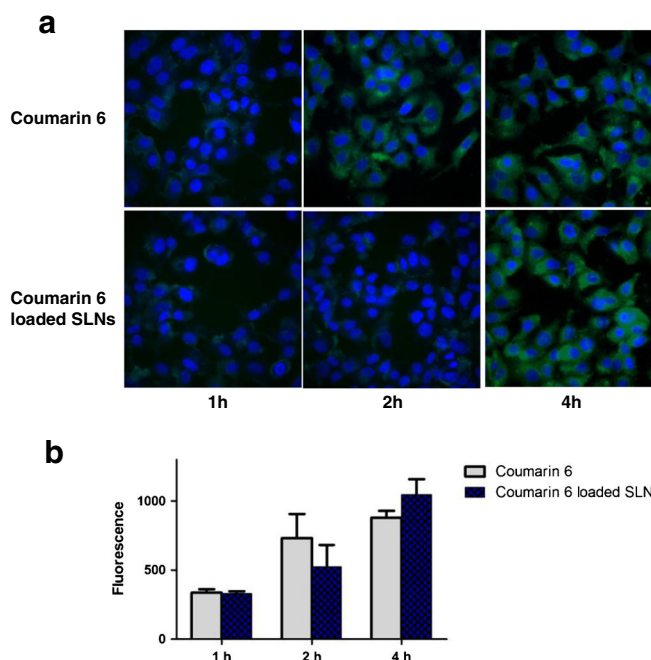 a
Coumarin 6
Coumarin 6
loaded SLNs
1h
2h
4h
b
Fluorescence
1000
500
0
1 h
2 h
4 h
Coumarin 6
Coumarin 6 loaded SLN